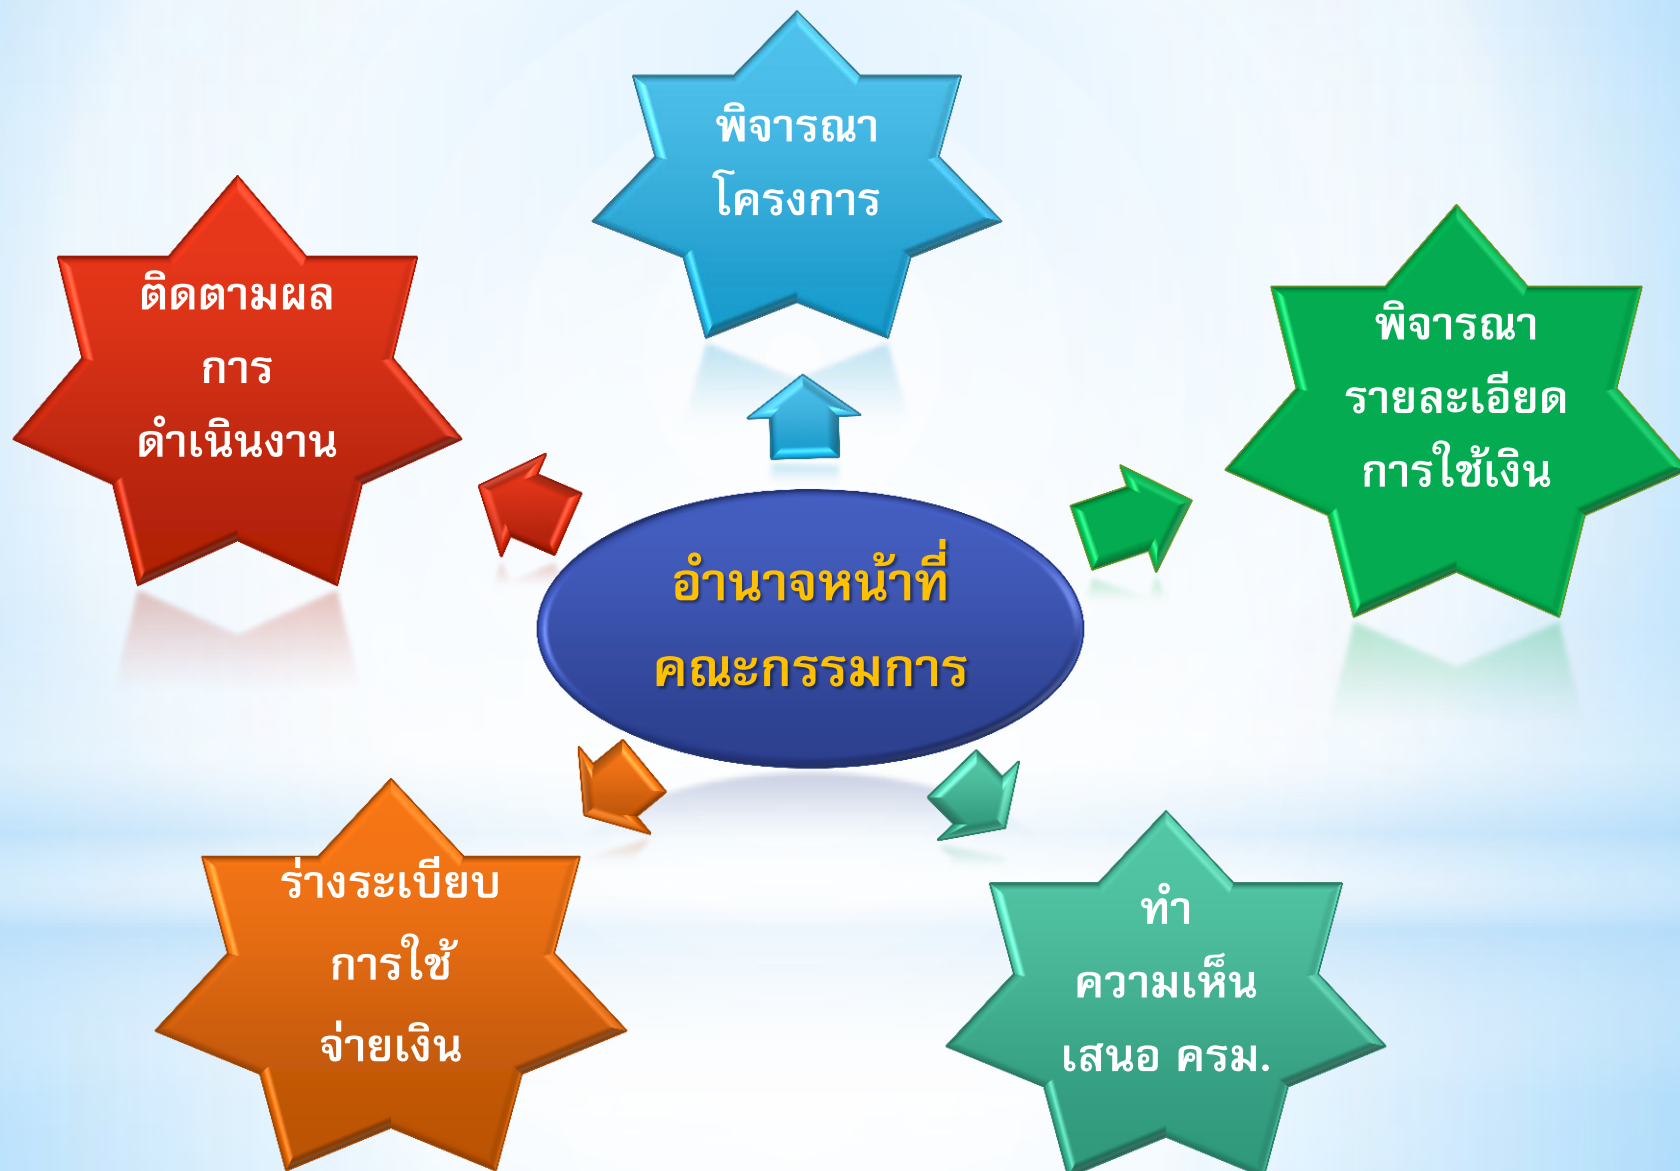 พิจารณา
โครงการ
ติดตามผล
การ
ดำเนินงาน
พิจารณา
รายละเอียด
การใช้เงิน
อำนาจหน้าที่
คณะกรรมการ
ร่างระเบียบ
การใช้
จ่ายเงิน
ทำ
ความเห็น
เสนอ ครม.